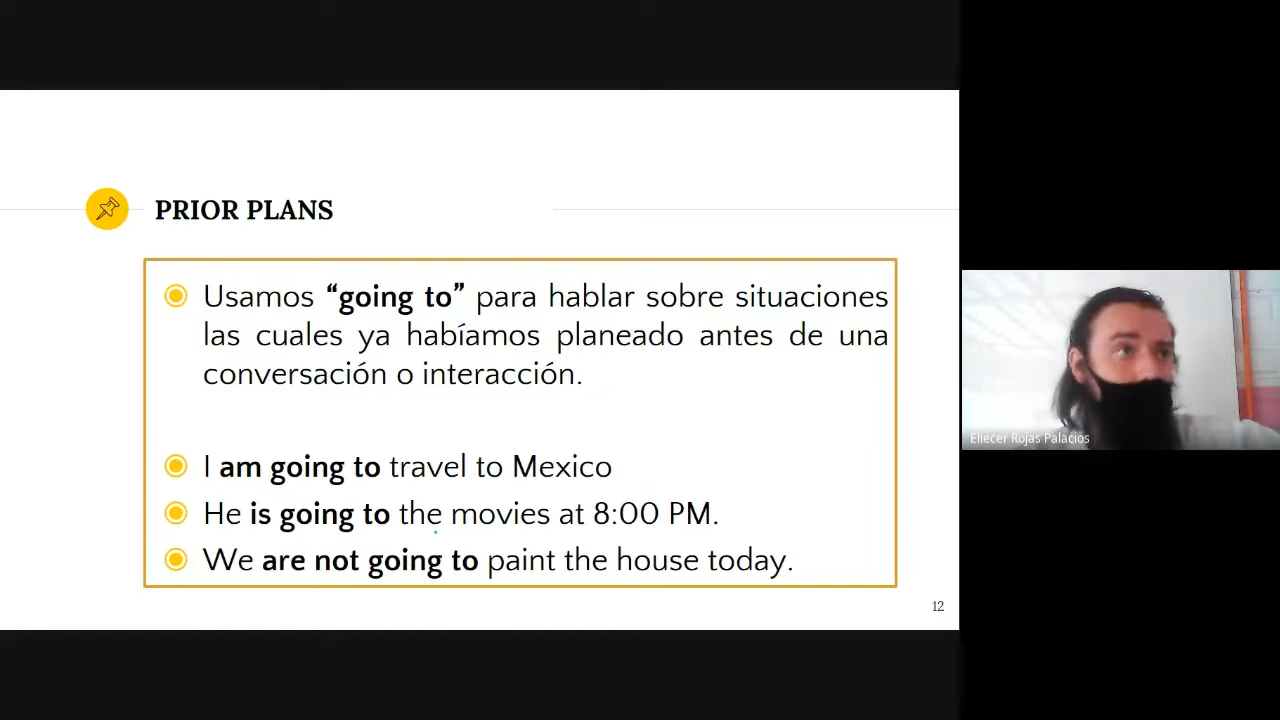 PRIOR PLANS
Usamos “going to” para hablar sobre situaciones
las cuales ya habíamos planeado antes de una
conversación o interacción.
I am going to travel to Mexico
He is going to the movies at 8:00 PM.
We are not going to paint the house today.
12
Eliecer Rojas Palacios